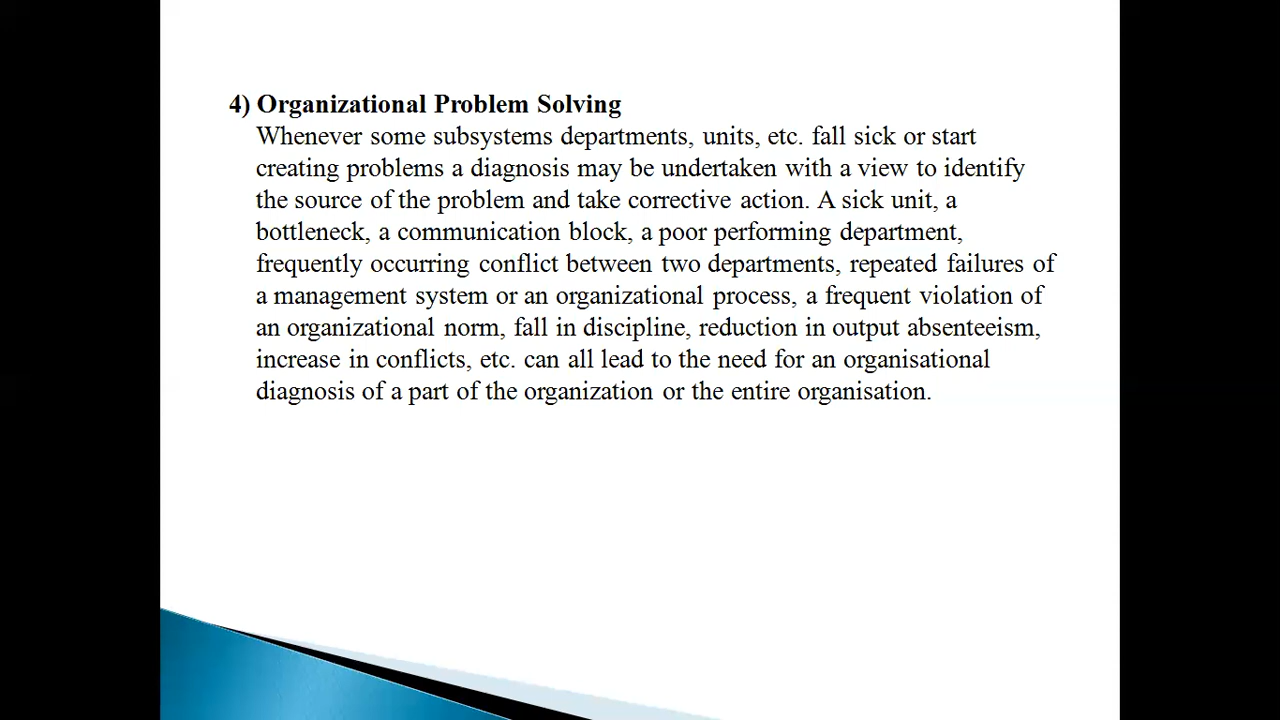 4) Organizational Problem Solving
Whenever some subsystems departments, units, etc. fall sick or start
creating problems a diagnosis may be undertaken with a view to identify
the source of the problem and take corrective action. A sick unit, a
bottleneck, a communication block, a poor performing department,
frequently occurring conflict between two departments, repeated failures of
a management system or an organizational process, a frequent violation of
an organizational norm, fall in discipline, reduction in output absenteeism,
increase in conflicts, etc. can all lead to the need for an organisational
diagnosis of a part of the organization or the entire organisation.